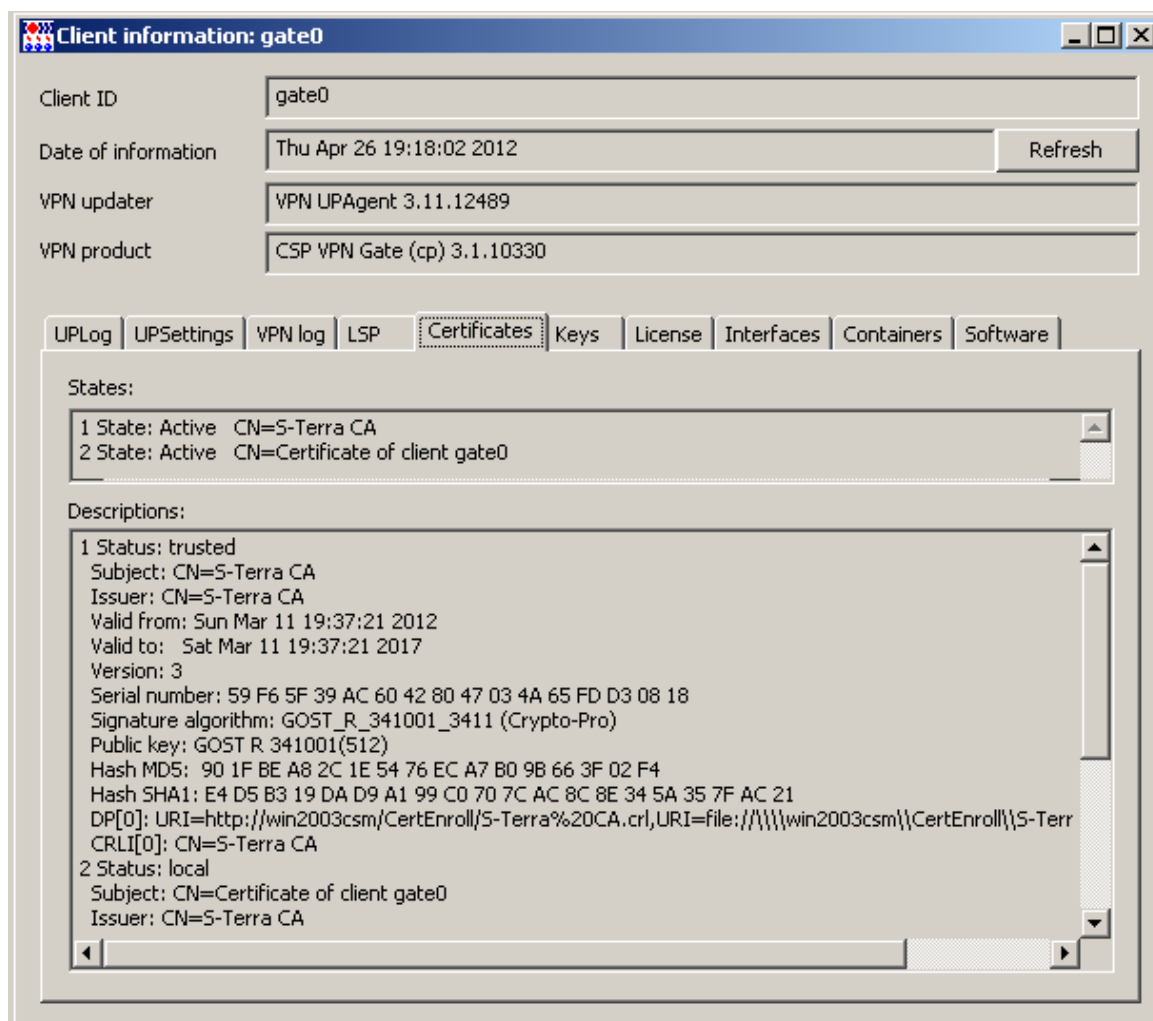 Client information: gate0
Client ID gate0
Date of information Thu Apr 26 19:18:02 2012 Refresh
VPN updater VPN UPAgent 3.11.12489
VPN product CSP VPN Gate (cp) 3.1.10330
UPLog UPSettings VPN log LSP Certificates Keys License Interfaces Containers Software
States:
1 State: Active CN=S-Terra CA
2 State: Active CN=Certificate of client gate0
Descriptions:
1 Status: trusted
Subject: CN=S-Terra CA
Issuer: CN=S-Terra CA
Valid from: Sun Mar 11 19:37:21 2012
Valid to: Sat Mar 11 19:37:21 2017
Version: 3
Serial number: 59 F6 5F 39 AC 60 42 80 47 03 4A 65 FD D3 08 18
Signature algorithm: GOST_R_341001_3411 (Crypto-Pro)
Public key: GOST R 341001(512)
Hash MD5: 90 1F BE A8 2C 1E 54 76 EC A7 B0 9B 66 3F 02 F4
Hash SHA1: E4 D5 B3 19 DA D9 A1 99 C0 70 7C AC 8C 8E 34 5A 35 7F AC 21
DP[0]: URI=http://win2003csm/CertEnroll/S-Terra%20CA.crl,URI=file://\\\\win2003csm\\CertEnroll\\S-Terr
CRLI[0]: CN=S-Terra CA
2 Status: local
Subject: CN=Certificate of client gate0
Issuer: CN=S-Terra CA